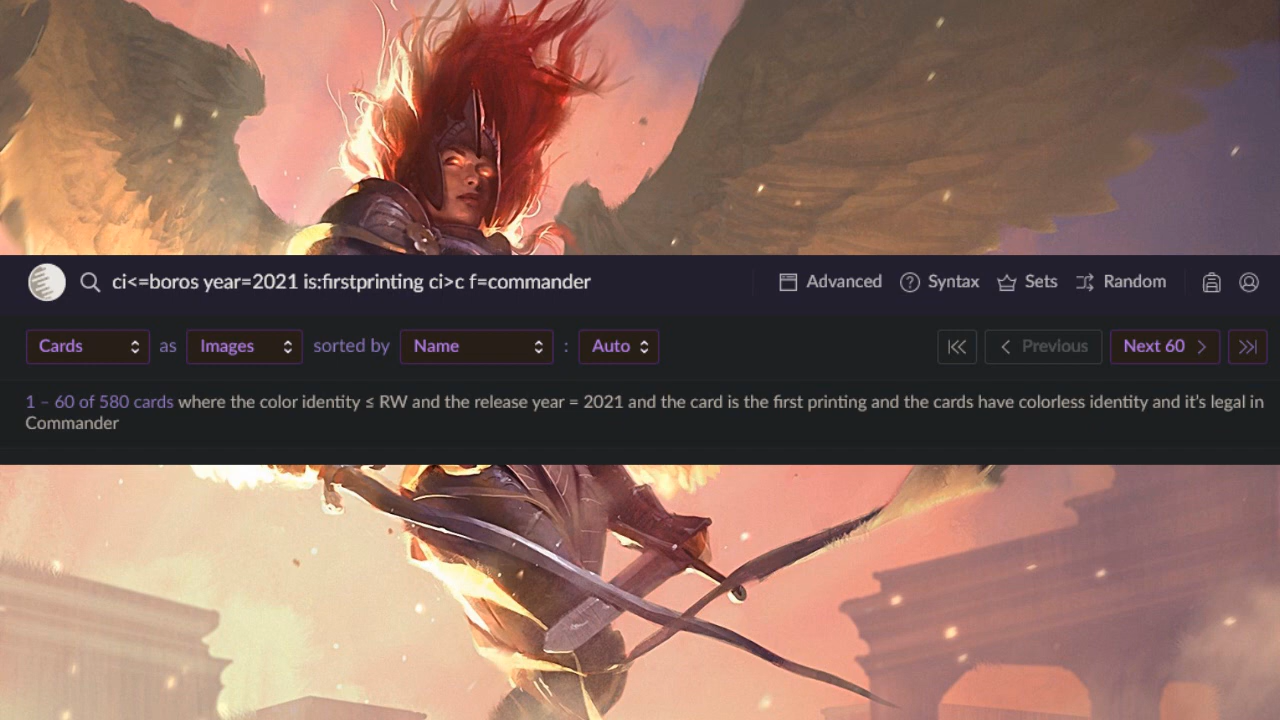 ci<=boros year=2021 is:firstprinting ci>c f=commander Advanced Syntax Sets Random
Cards as Images sorted by Name : Auto Previous Next 60
1 – 60 of 580 cards where the color identity ≤ RW and the release year = 2021 and the card is the first printing and the cards have colorless identity and it's legal in
Commander